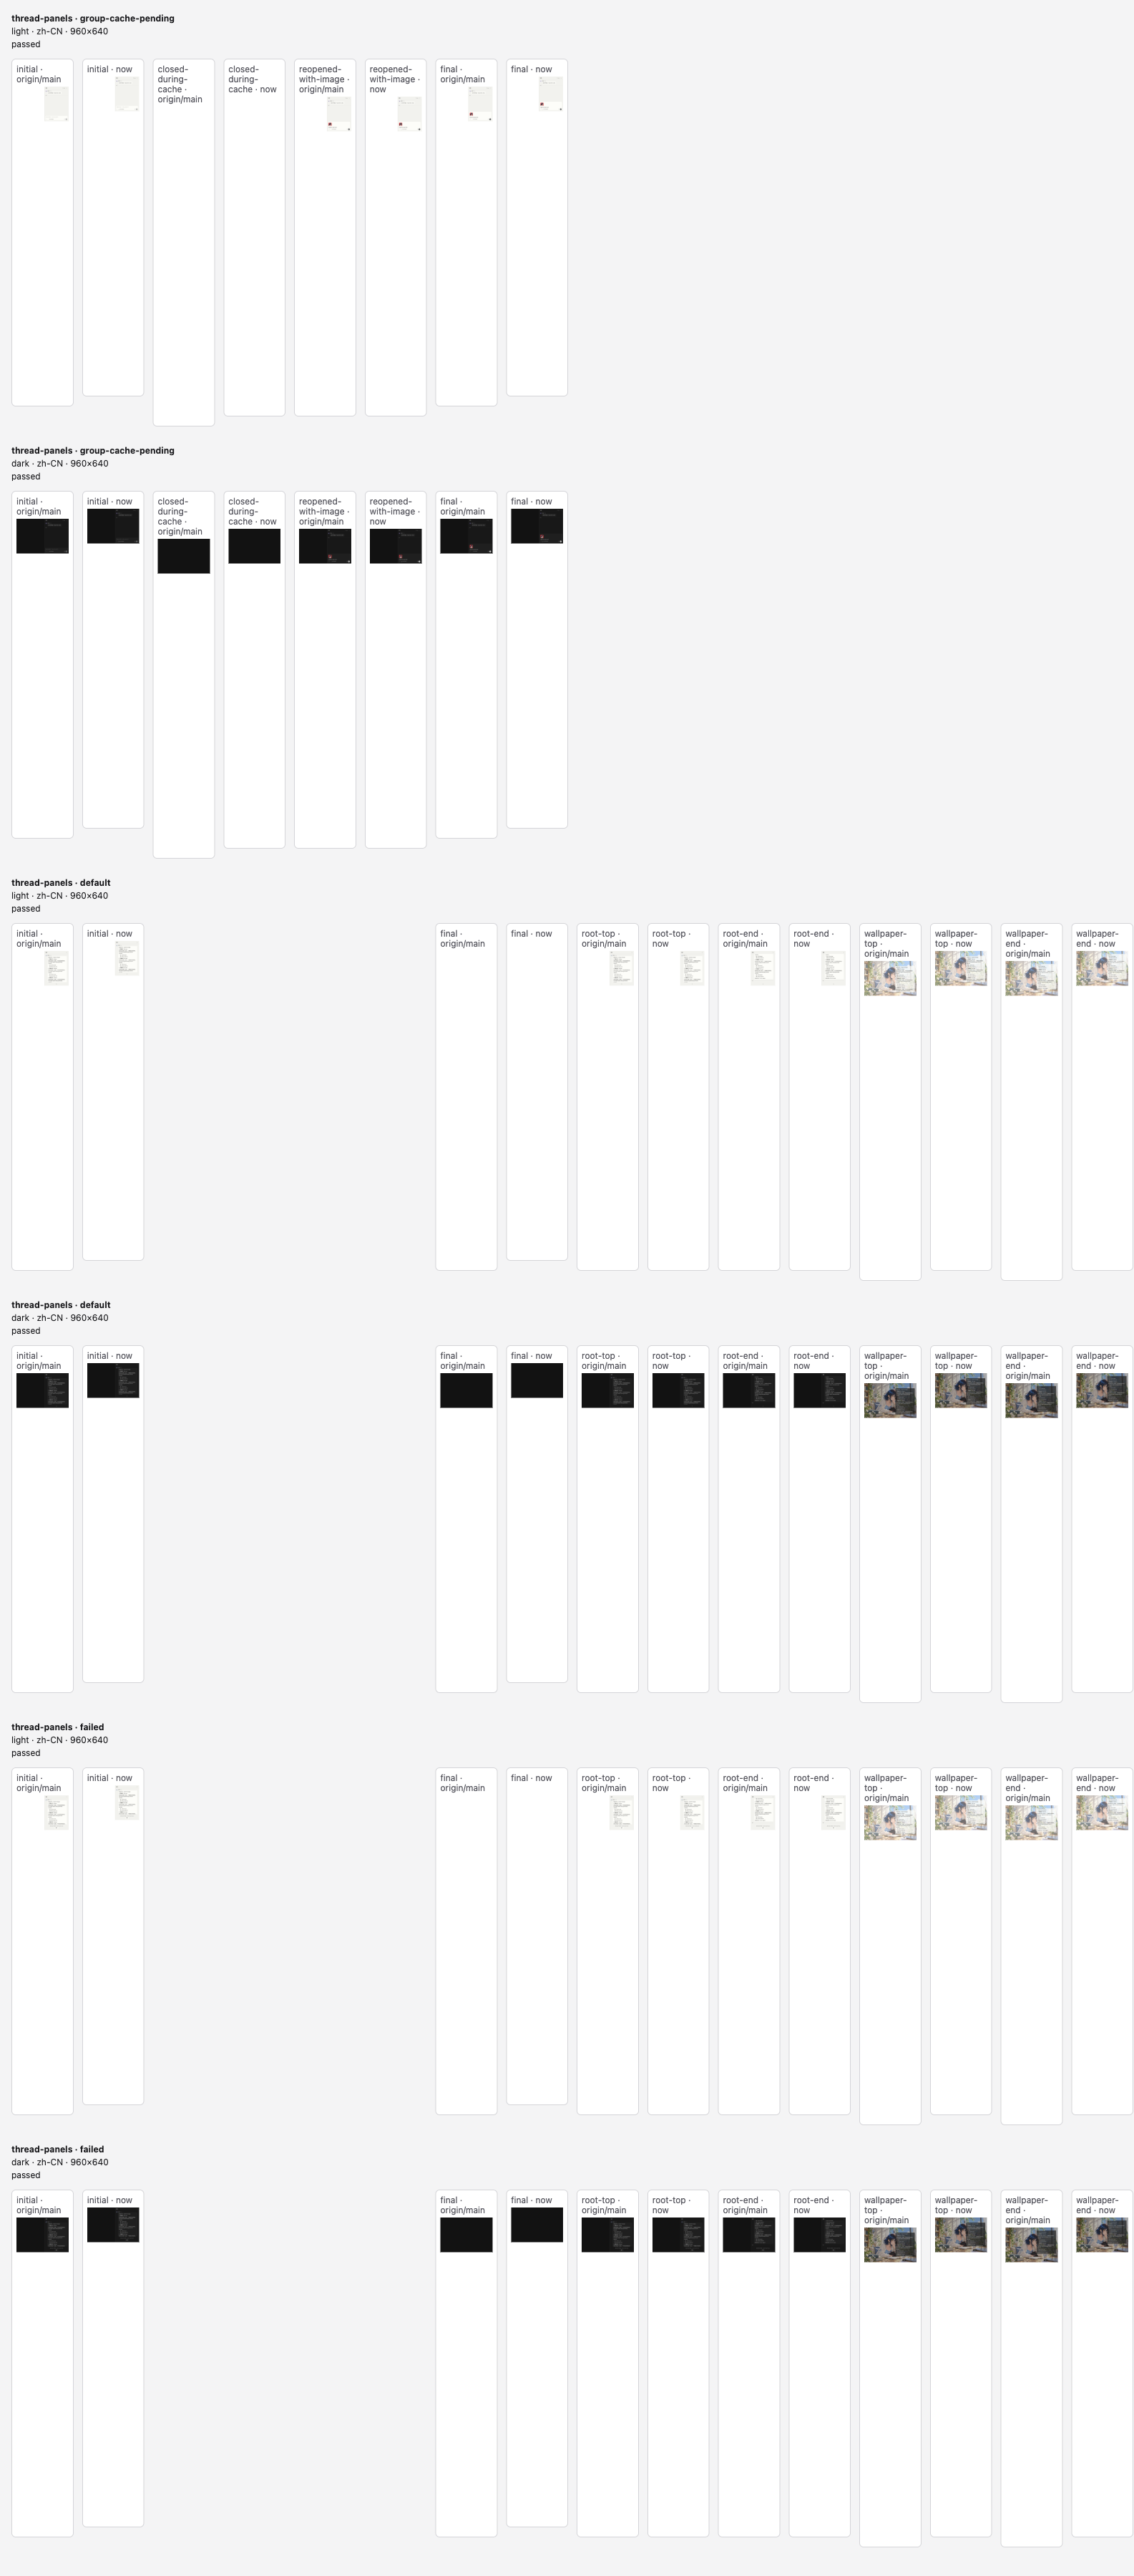 thread-panels · group-cache-pending
light · zh-CN · 960×640
passed
initial ·
origin/main
initial · now
closed-
during-
cache ·
origin/main
closed-
during-
cache · now
reopened-
with-image ·
origin/main
reopened-
with-image ·
now
final ·
origin/main
final · now
thread-panels · group-cache-pending
dark · zh-CN · 960×640
passed
initial ·
origin/main
initial · now
closed-
during-
cache ·
origin/main
closed-
during-
cache · now
reopened-
with-image ·
origin/main
reopened-
with-image ·
now
final ·
origin/main
final · now
thread-panels · default
light · zh-CN · 960×640
passed
initial ·
origin/main
initial · now
final ·
origin/main
final · now
root-top ·
origin/main
root-top ·
now
root-end ·
origin/main
root-end ·
now
wallpaper-
top ·
origin/main
wallpaper-
top · now
wallpaper-
end ·
origin/main
wallpaper-
end · now
thread-panels · default
dark · zh-CN · 960×640
passed
initial ·
origin/main
initial · now
final ·
origin/main
final · now
root-top ·
origin/main
root-top ·
now
root-end ·
origin/main
root-end ·
now
wallpaper-
top ·
origin/main
wallpaper-
top · now
wallpaper-
end ·
origin/main
wallpaper-
end · now
thread-panels · failed
light · zh-CN · 960×640
passed
initial ·
origin/main
initial · now
final ·
origin/main
final · now
root-top ·
origin/main
root-top ·
now
root-end ·
origin/main
root-end ·
now
wallpaper-
top ·
origin/main
wallpaper-
top · now
wallpaper-
end ·
origin/main
wallpaper-
end · now
thread-panels · failed
dark · zh-CN · 960×640
passed
initial ·
origin/main
initial · now
final ·
origin/main
final · now
root-top ·
origin/main
root-top ·
now
root-end ·
origin/main
root-end ·
now
wallpaper-
top ·
origin/main
wallpaper-
top · now
wallpaper-
end ·
origin/main
wallpaper-
end · now